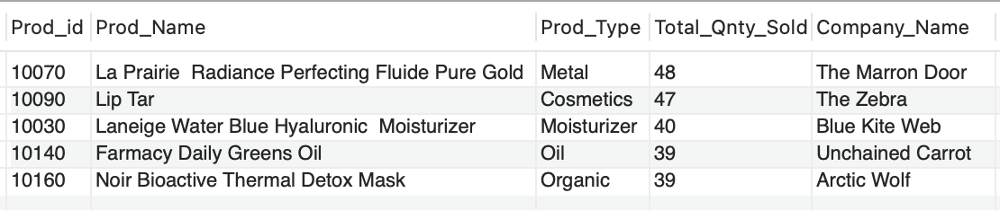 Prod_id Prod_Name Prod_Type Total_Qnty_Sold Company_Name
10070 La Prairie  Radiance Perfecting Fluide Pure Gold Metal 48 The Marron Door
10090 Lip Tar Cosmetics 47 The Zebra
10030 Laneige Water Blue Hyaluronic  Moisturizer Moisturizer 40 Blue Kite Web
10140 Farmacy Daily Greens Oil Oil 39 Unchained Carrot
10160 Noir Bioactive Thermal Detox Mask Organic 39 Arctic Wolf